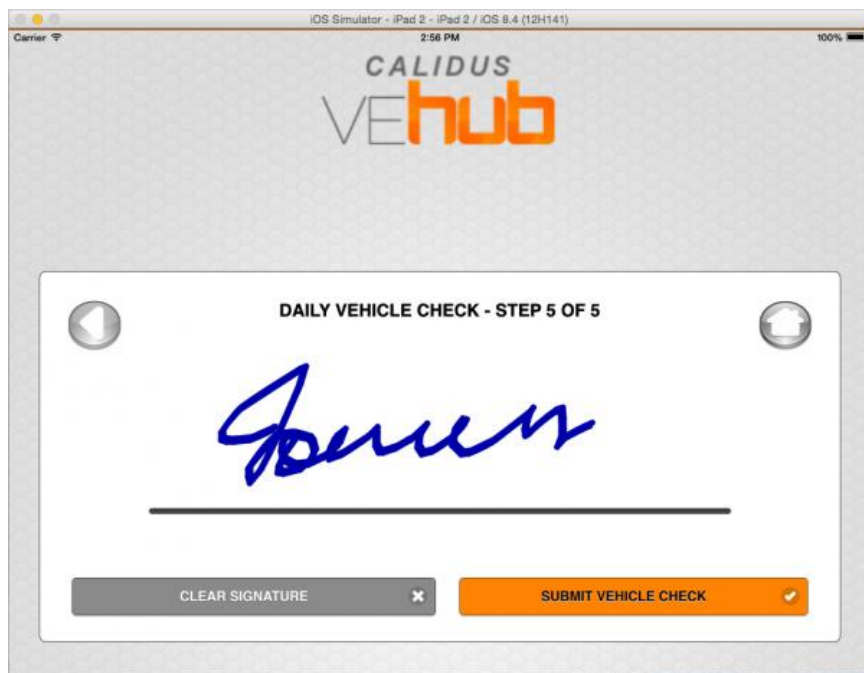 iOS Simulator - iPad 2 - iPad 2 / iOS 8.4 (12H141)
Carrier 2:56 PM 100%
CALIDUS
VEhub
DAILY VEHICLE CHECK - STEP 5 OF 5
CLEAR SIGNATURE SUBMIT VEHICLE CHECK